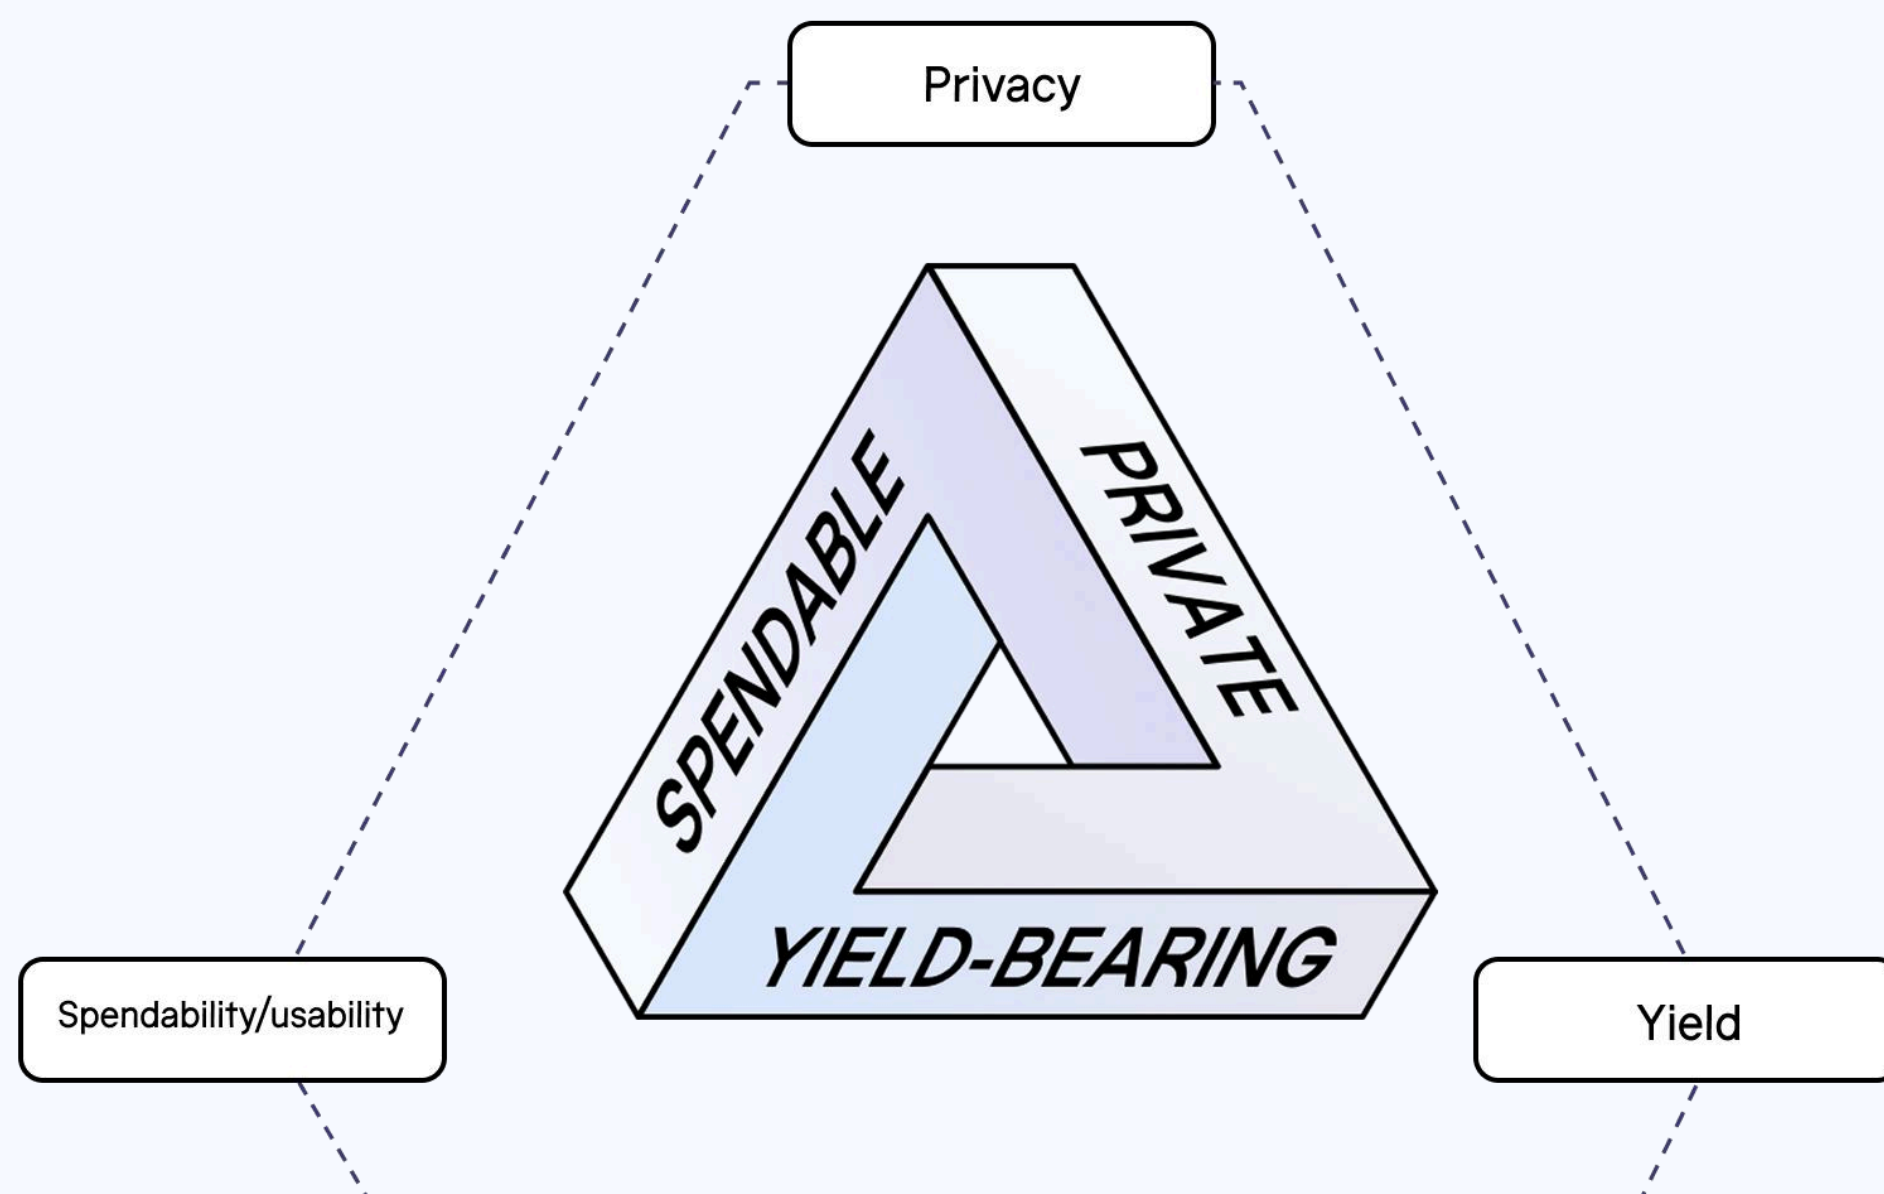 Privacy
SPENDABLE
PRIVATE
YIELD-BEARING
Spendability/usability
Yield